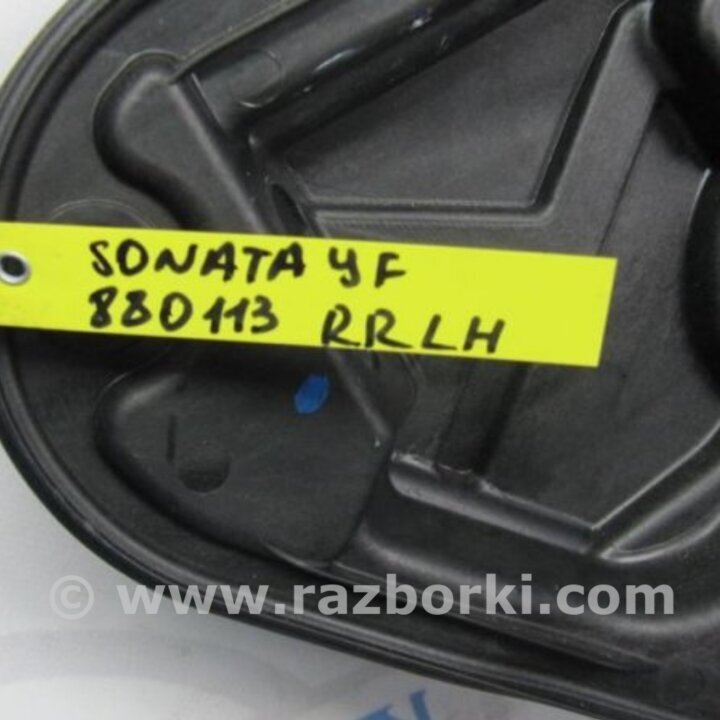 SONATA YF
880113 RRLH
© www.razborki.com